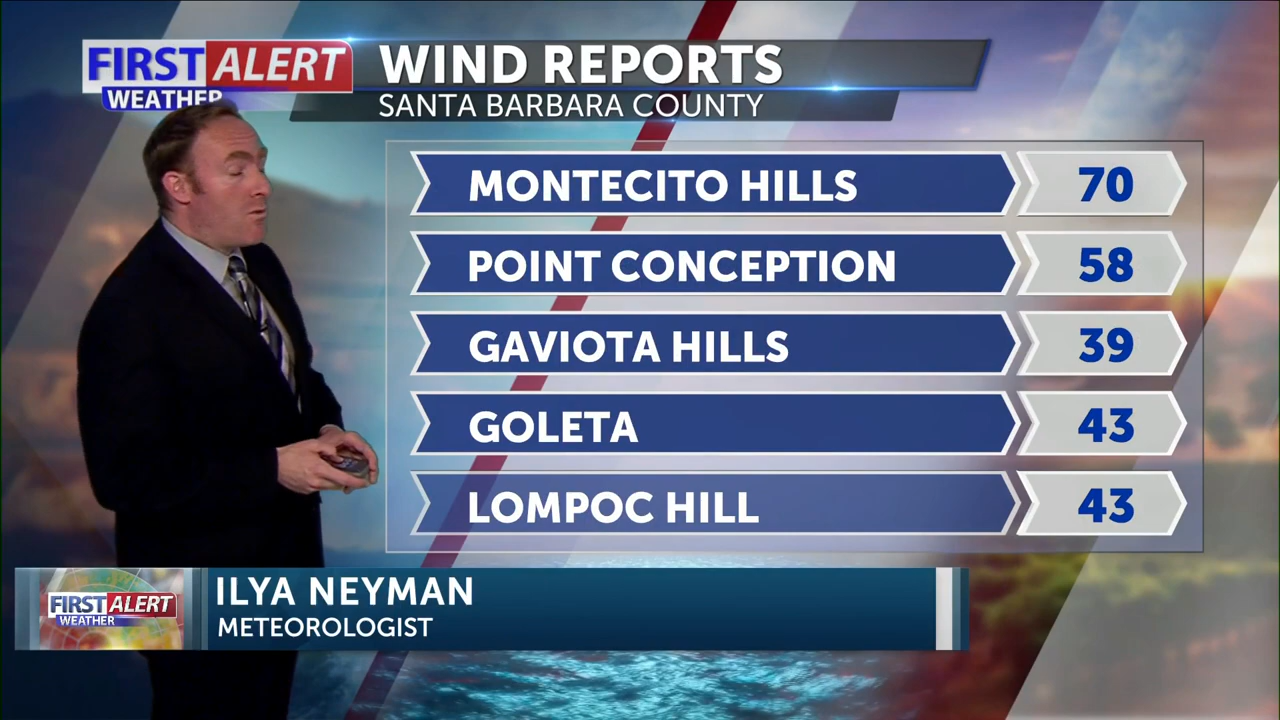 FIRST ALERT
WEATHER
WIND REPORTS
SANTA BARBARA COUNTY
MONTECITO HILLS 70
POINT CONCEPTION 58
GAVIOTA HILLS 39
GOLETA 43
LOMPOC HILL 43
FIRST ALERT
WEATHER
ILYA NEYMAN
METEOROLOGIST